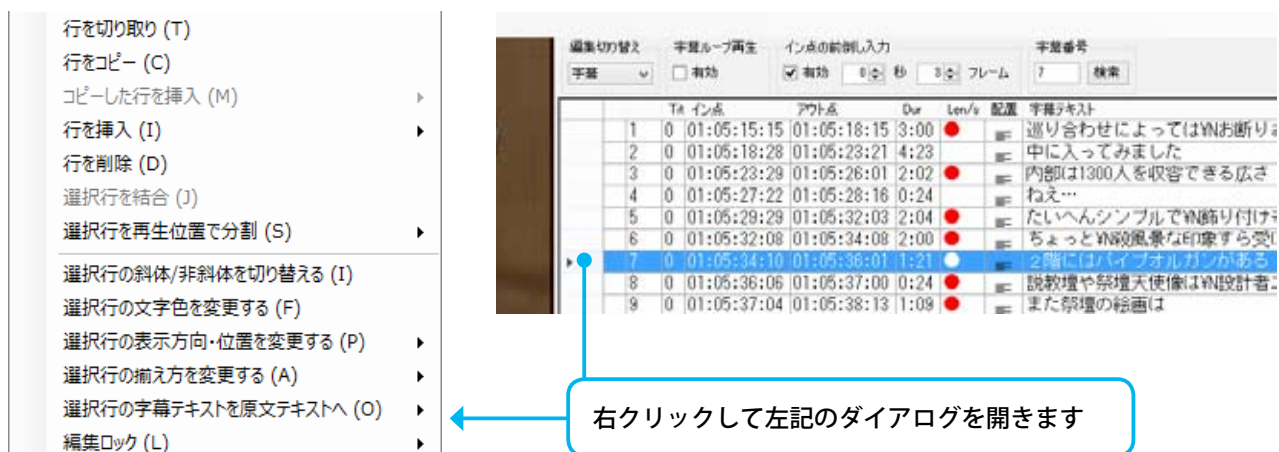 行を切り取り (T)
行をコピー (C)
コピーした行を挿入 (M)
行を挿入 (I)
行を削除 (D)
選択行を結合 (J)
選択行を再生位置で分割 (S)
選択行の斜体/非斜体を切り替える (I)
選択行の文字色を変更する (F)
選択行の表示方向・位置を変更する (P)
選択行の揃え方を変更する (A)
選択行の字幕テキストを原文テキストへ (O)
編集ロック (L)
編集切り替え 字幕ループ再生 イン点の前倒し入力 字幕番号
字幕 有効 有効 0 秒 3 フレーム 7 検索
イン点 アウト点 Dur Len/s 配置 字幕テキスト
1 0 01:05:15:15 01:05:18:15 3:00 巡り合わせによっては¥Nお断りま
2 0 01:05:18:28 01:05:23:21 4:23 中に入ってみました
3 0 01:05:23:29 01:05:26:01 2:02 内部は1300人を収容できる広さ
4 0 01:05:27:22 01:05:28:16 0:24 ねえ…
5 0 01:05:29:29 01:05:32:03 2:04 たいへんシンプルで¥N飾り付けそ
6 0 01:05:32:08 01:05:34:08 2:00 ちょっと¥N殺風景な印象すら受け
7 0 01:05:34:10 01:05:36:01 1:21 2階にはパイプオルガンがある
8 0 01:05:36:06 01:05:37:00 0:24 説教壇や祭壇天使像は¥N設計者エ
9 0 01:05:37:04 01:05:38:13 1:09 また祭壇の絵画は
右クリックして左記のダイアログを開きます